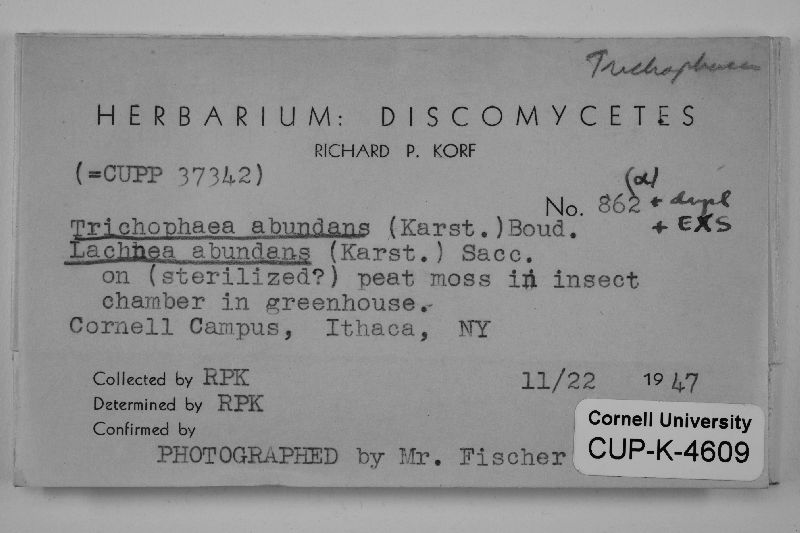 Trichophaea
HERBARIUM: DISCOMYCETES
RICHARD P. KORF
(=CUPP 37342)
No. 862 (a) + dupl
+ EXS
Trichophaea abundans (Karst.)Boud.
Lachnea abundans (Karst.) Sacc.
on (sterilized?) peat moss in insect
chamber in greenhouse.
Cornell Campus, Ithaca, NY
Collected by RPK 11/22 1947
Determined by RPK
Confirmed by
PHOTOGRAPHED by Mr. Fischer
Cornell University
CUP-K-4609